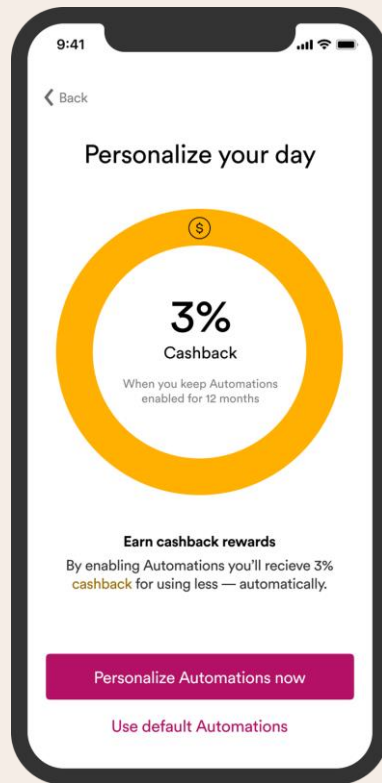 9:41
Back
Personalize your day
$
3%
Cashback
When you keep Automations
enabled for 12 months
Earn cashback rewards
By enabling Automations you’ll recieve 3%
cashback for using less — automatically.
Personalize Automations now
Use default Automations